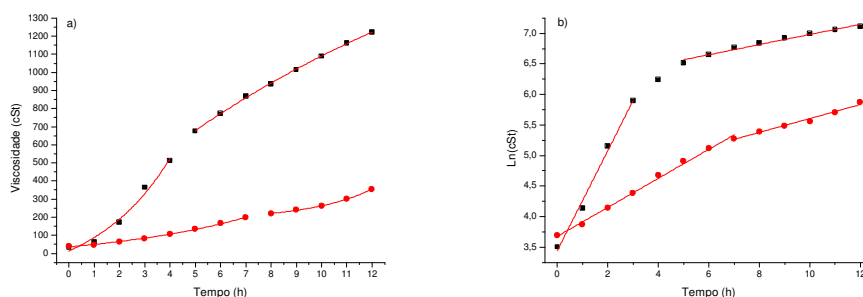 a)
Viscosidade (cSt)
1300
1200
1100
1000
900
800
700
600
500
400
300
200
100
0
0 1 2 3 4 5 6 7 8 9 10 11 12
Tempo (h)
b)
Ln(cSt)
7,0
6,5
6,0
5,5
5,0
4,5
4,0
3,5
0 2 4 6 8 10 12
Tempo (h)